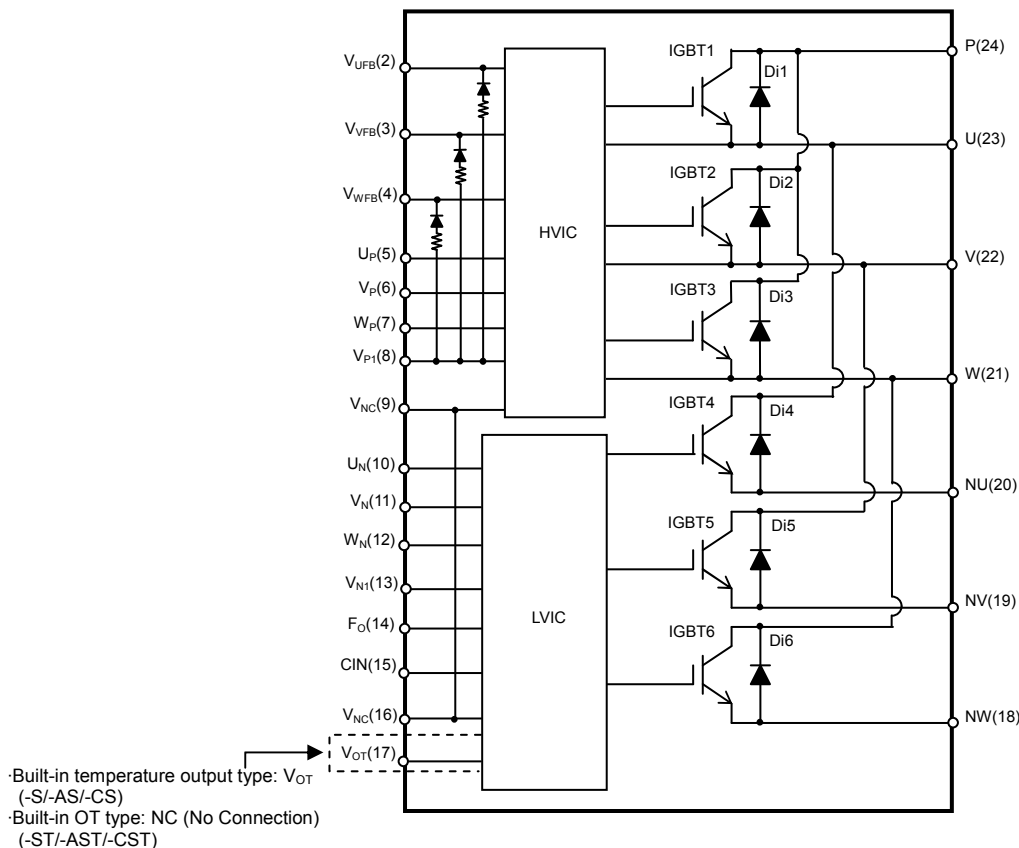 VUFB(2)
VVFB(3)
VWFB(4)
UP(5)
VP(6)
WP(7)
VP1(8)
VNC(9)
UN(10)
VN(11)
WN(12)
VN1(13)
FO(14)
CIN(15)
VNC(16)
VOT(17)
·Built-in temperature output type: VOT
(-S/-AS/-CS)
·Built-in OT type: NC (No Connection)
(-ST/-AST/-CST)
HVIC
LVIC
IGBT1
Di1
IGBT2
Di2
IGBT3
Di3
IGBT4
Di4
IGBT5
Di5
IGBT6
Di6
P(24)
U(23)
V(22)
W(21)
NU(20)
NV(19)
NW(18)